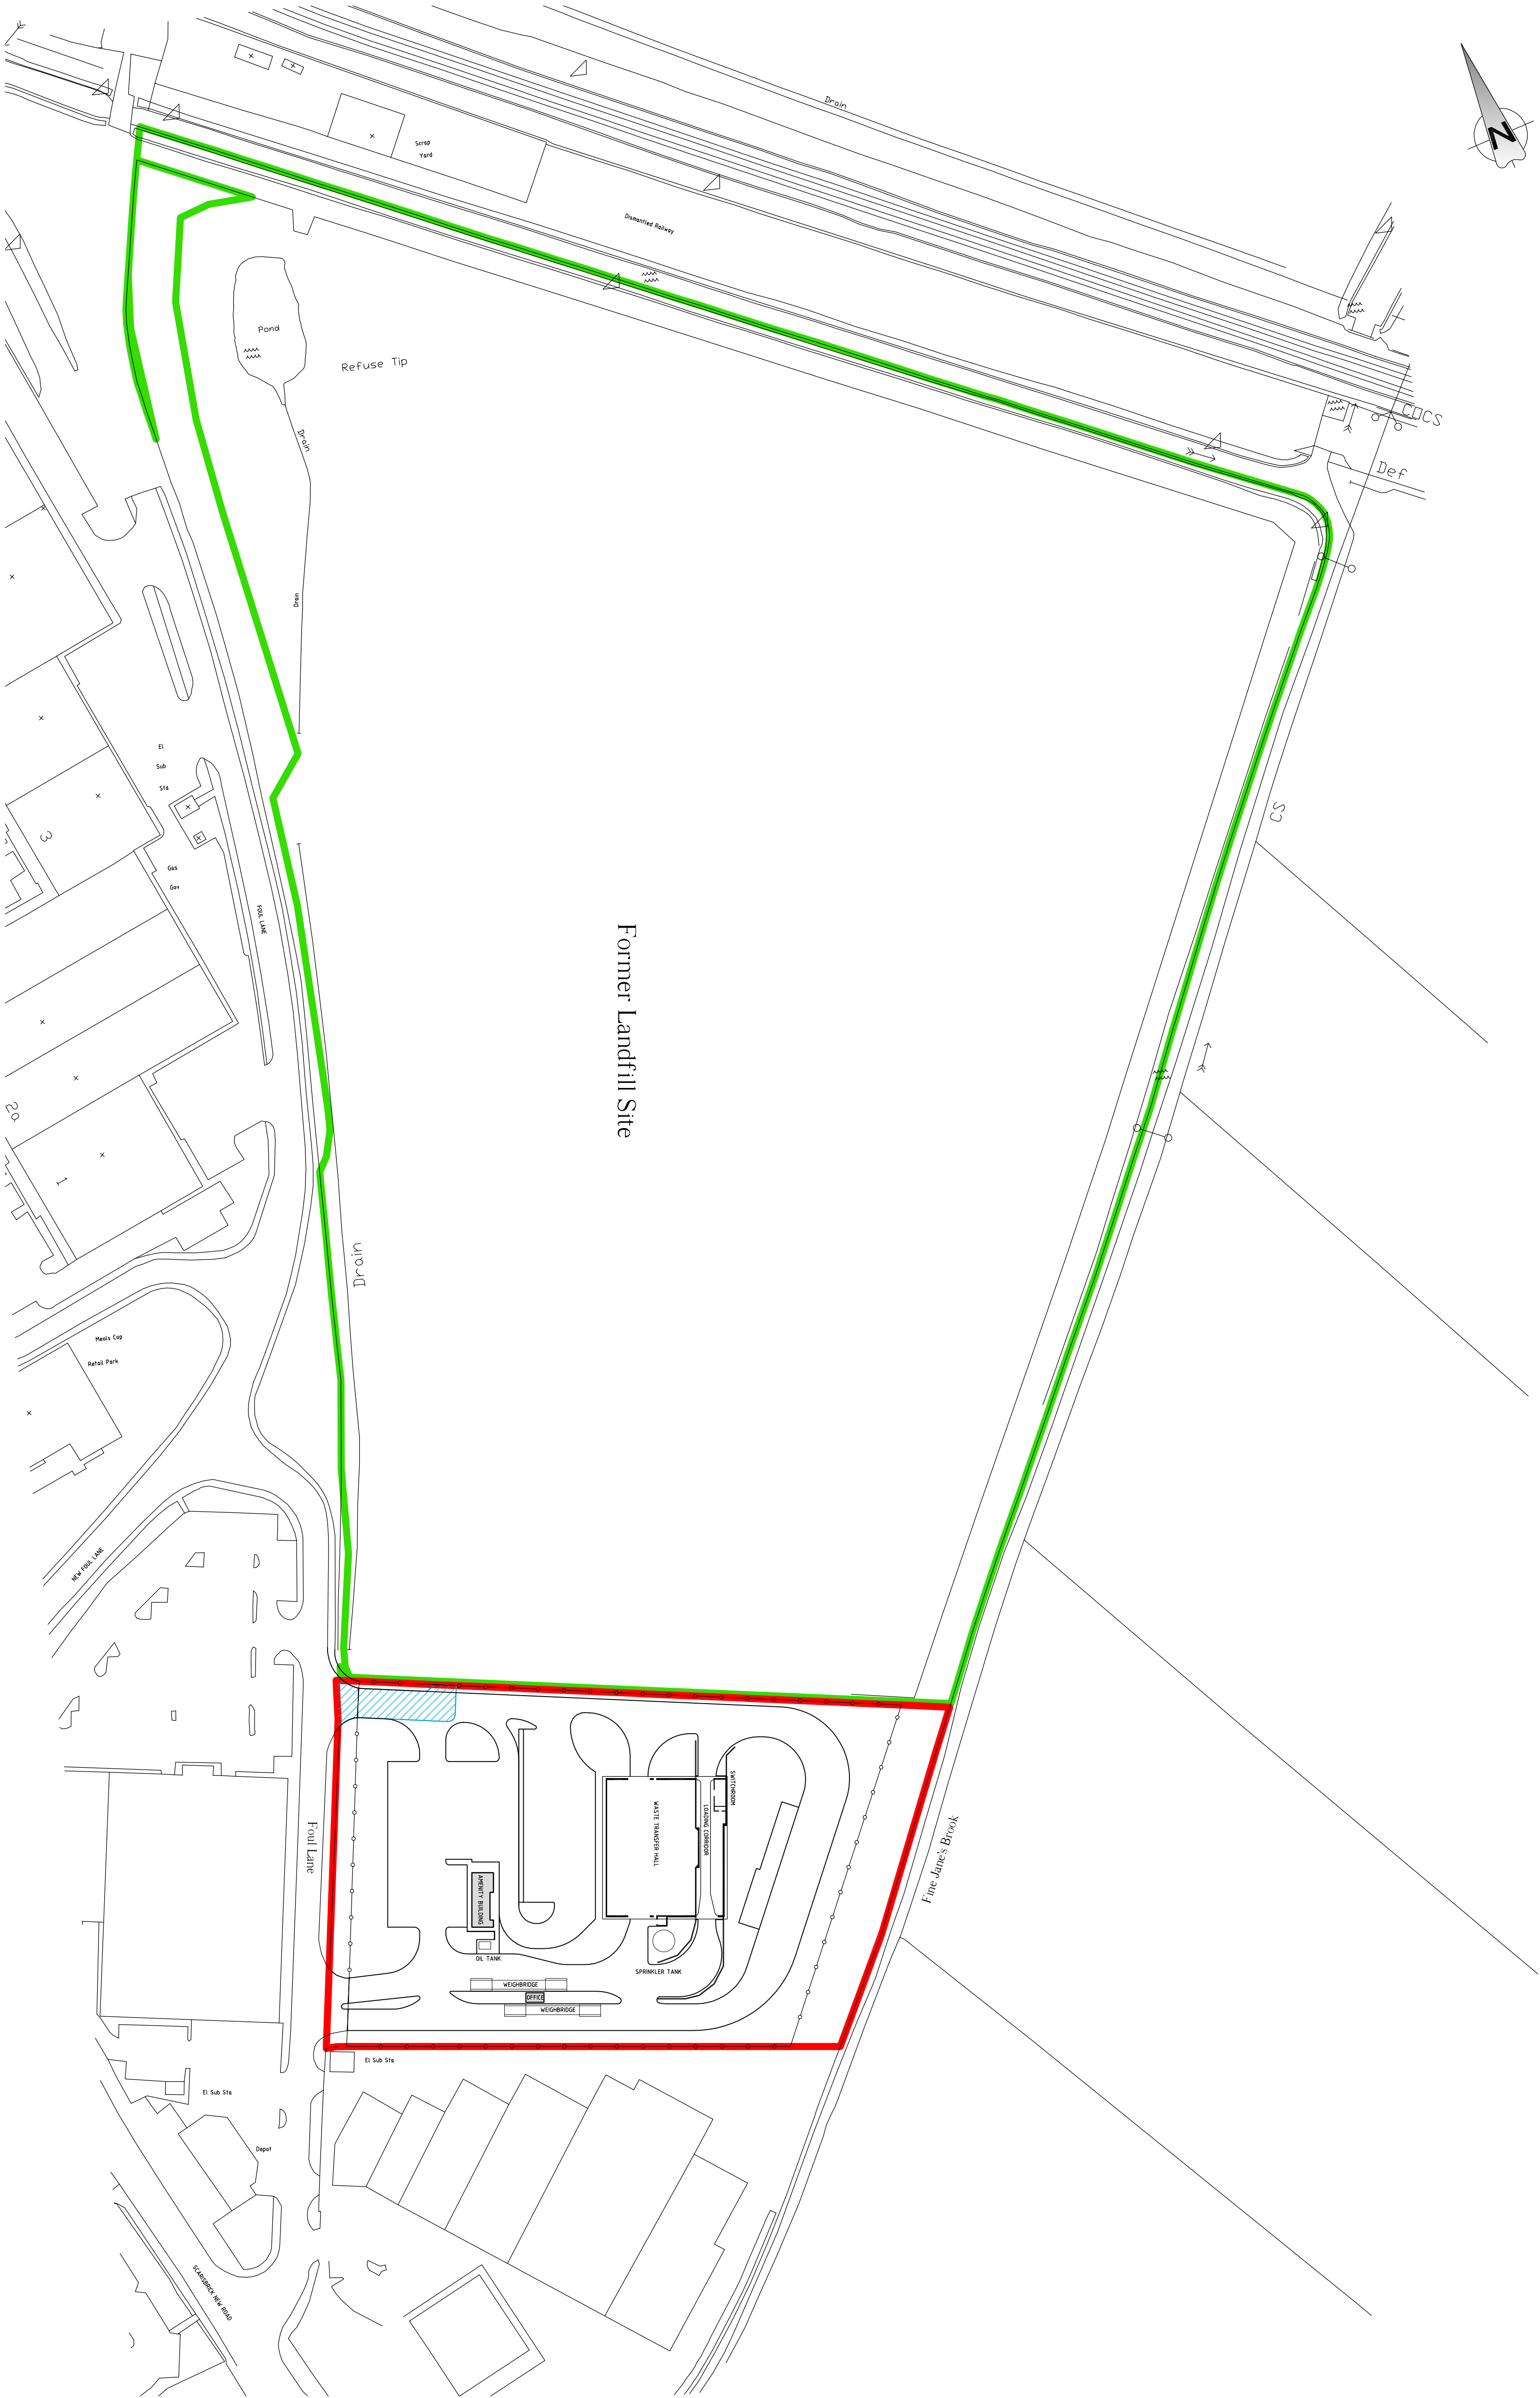 Drain
N
Scrap
Yard
Dismantled Railway
Pond
Refuse Tip
CD CS
Def
Drain
Drain
El
Sub
Sta
CS
3
Gas
Gov
FOUL LANE
Former Landfill Site
2a
1
Drain
Meols Cop
Retail Park
NEW FOUL LANE
SWITCHROOM
LOADING CORRIDOR
WASTE TRANSFER HALL
Foul Lane
Fine Jane's Brook
AMENITY BUILDING
OIL TANK
SPRINKLER TANK
WEIGHBRIDGE
OFFICE
WEIGHBRIDGE
El Sub Sta
El Sub Sta
Depot
SCARISBRICK NEW ROAD